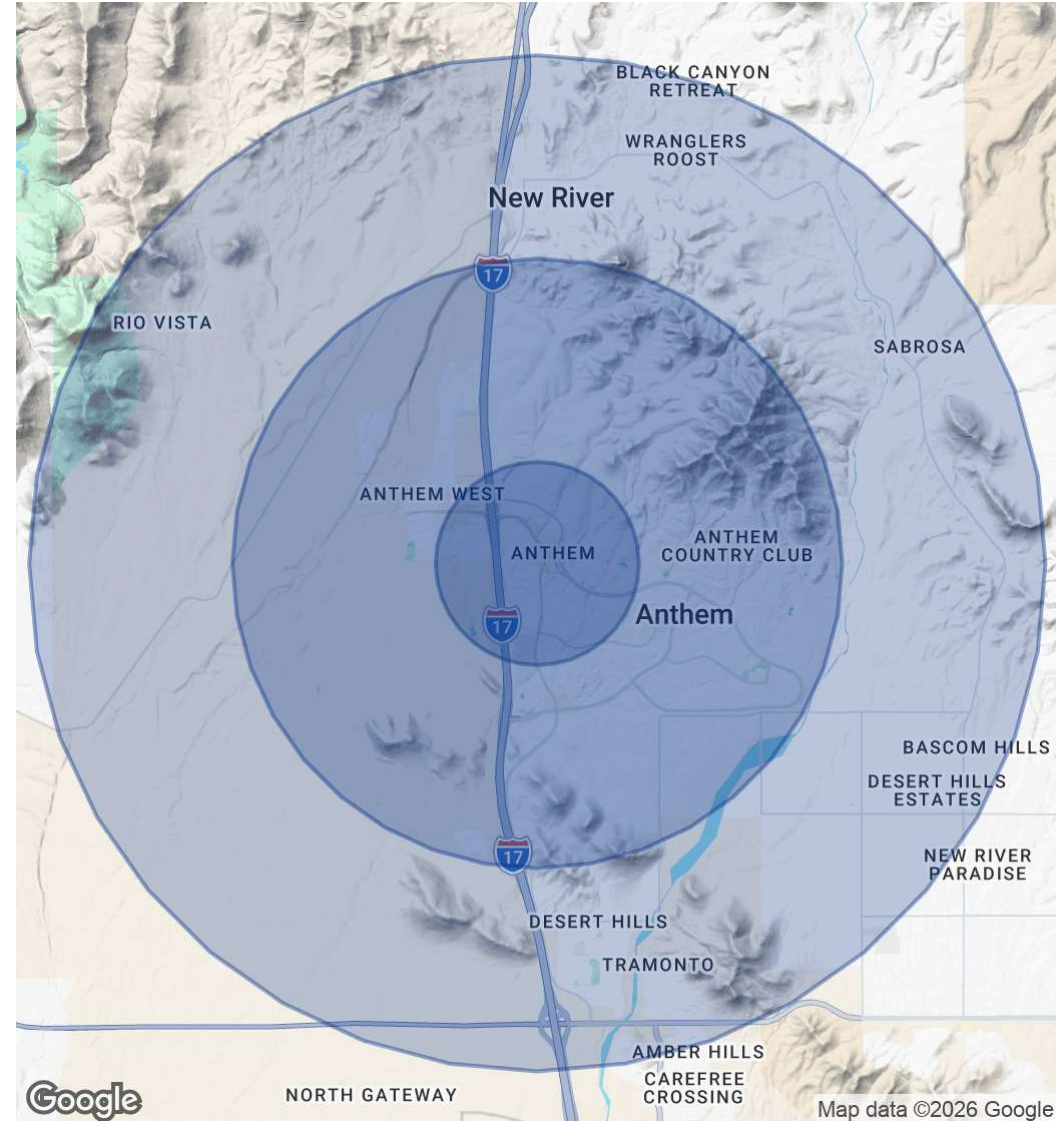 BLACK CANYON
RETREAT
WRANGLERS
ROOST
New River
17
RIO VISTA
SABROSA
ANTHEM WEST
ANTHEM
ANTHEM
COUNTRY CLUB
Anthem
17
BASCOM HILLS
DESERT HILLS
ESTATES
17
NEW RIVER
PARADISE
DESERT HILLS
TRAMONTO
AMBER HILLS
CAREFREE
CROSSING
NORTH GATEWAY
Google
Map data ©2026 Google